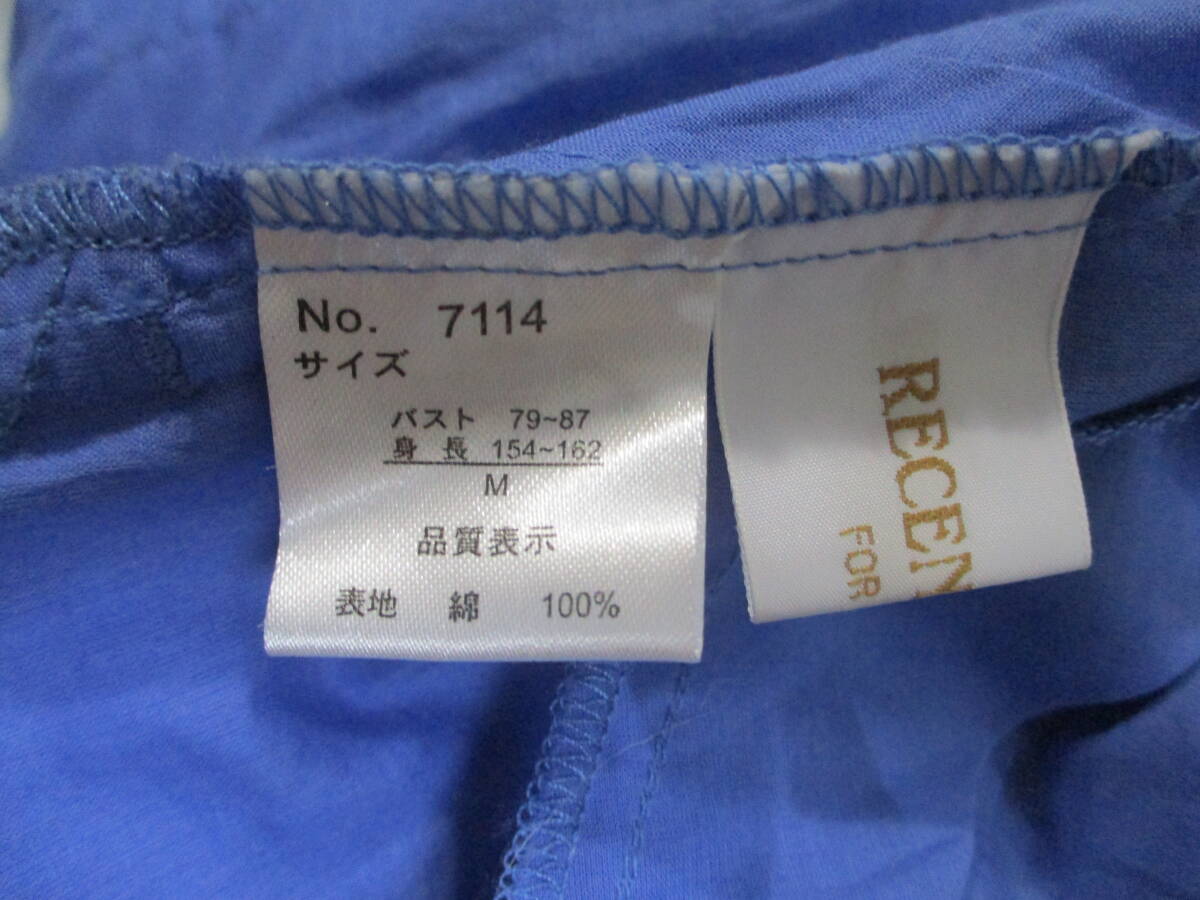 No. 7114
サイズ
バスト 79~87
身長 154~162
M
品質表示
表地 綿 100%
RECEN
FOR